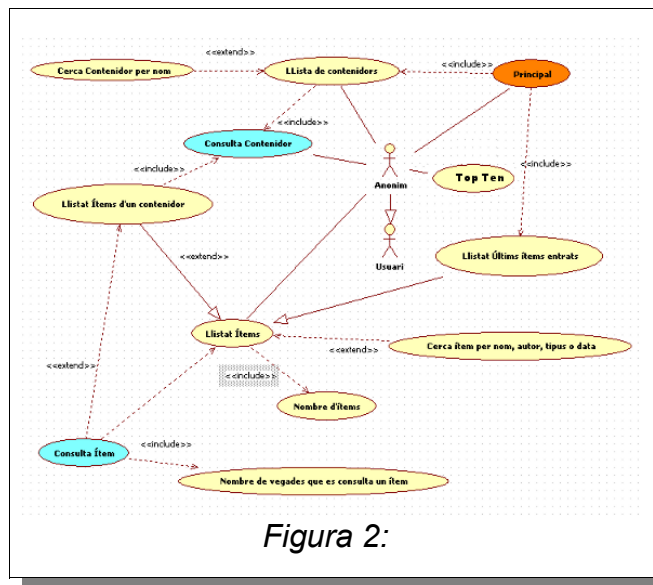 <<extend>>
Cerca Contenidor per nom
LLista de contenidors
<<include>>
Principal
<<include>>
Consulta Contenidor
<<include>>
<<include>>
Anonim
Top Ten
Llistat Ítems d'un contenidor
Usuari
Llistat Últims ítems entrats
<<extend>>
Llistat Ítems
Cerca ítem per nom, autor, tipus o data
<<extend>>
<<extend>>
<<include>>
Nombre d'ítems
<<include>>
Consulta Ítem
Nombre de vegades que es consulta un ítem
Figura 2: